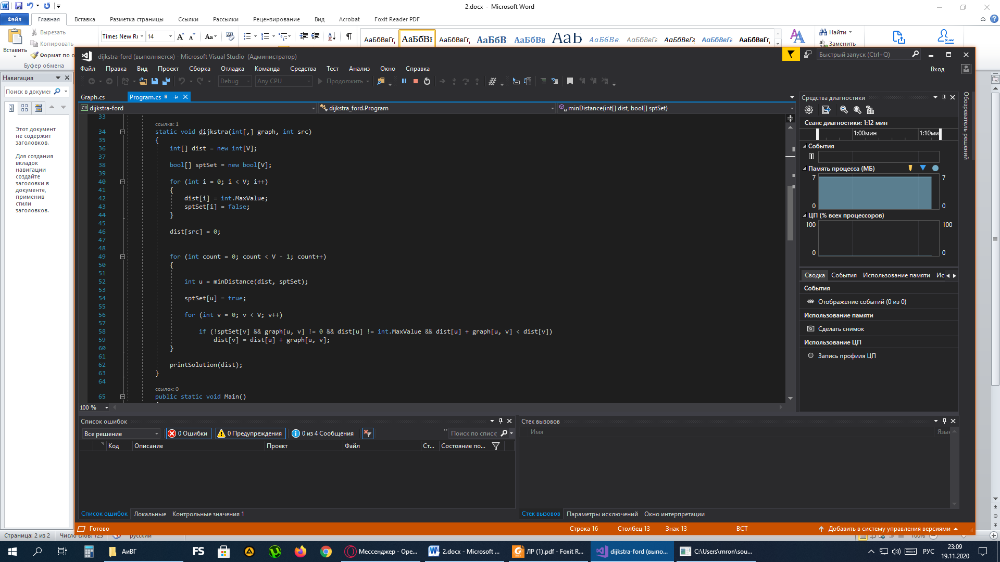 2.docx - Microsoft Word
Файл Главная Вставка Разметка страницы Ссылки Рассылки Рецензирование Вид Acrobat Foxit Reader PDF
Вставить
Вырезать
Копировать
Формат по о
Буфер обмена
Times New Rc 14
АаБбВвГг, АаБбВв АаБбВвГг, АаБбВ: АаБбВв АаБ АаБбВв. АаБбВвГг, АаБбВвГг АаБбВвГг, АаБбВвГг,
Найти
Заменить
Навигация
Поиск в докумен
Этот документ
не содержит
заголовков.
Для создания
вкладок
навигации
создайте
заголовки в
документе,
применив
стили
заголовков.
dijkstra-ford (выполняется) - Microsoft Visual Studio (Администратор)
Быстрый запуск (Ctrl+Q)
Файл Правка Вид Проект Сборка Отладка Команда Средства Тест Анализ Окно Справка
Вход
Debug Any CPU Продолжить
Graph.cs Program.cs
dijkstra-ford dijkstra_ford.Program minDistance(int[] dist, bool[] sptSet)
33
ссылка: 1
34 static void dijkstra(int[,] graph, int src)
35 {
36 int[] dist = new int[V];
37
38 bool[] sptSet = new bool[V];
39
40 for (int i = 0; i < V; i++)
41 {
42 dist[i] = int.MaxValue;
43 sptSet[i] = false;
44 }
45
46 dist[src] = 0;
47
48
49 for (int count = 0; count < V - 1; count++)
50 {
51
52 int u = minDistance(dist, sptSet);
53
54 sptSet[u] = true;
55
56 for (int v = 0; v < V; v++)
57
58 if (!sptSet[v] && graph[u, v] != 0 && dist[u] != int.MaxValue && dist[u] + graph[u, v] < dist[v])
59 dist[v] = dist[u] + graph[u, v];
60 }
61
62 printSolution(dist);
63 }
64
ссылок: 0
65 public static void Main()
100 %
Средства диагностики
Сеанс диагностики: 1:12 мин
1:00мин 1:10ми
События
Память процесса (МБ)
7 7
0 0
ЦП (% всех процессоров)
100 100
0 0
Сводка События Использование памяти Ис
События
Отображение событий (0 из 0)
Использование памяти
Сделать снимок
Использование ЦП
Запись профиля ЦП
Обозреватель решений
Список ошибок
Все решение 0 Ошибки 0 Предупреждения 0 из 4 Сообщения Поиск по списк
Код Описание Проект Файл Ст... Состояние по...
Список ошибок Локальные Контрольные значения 1
Стек вызовов
Имя Язык
Стек вызовов Параметры исключений Окно интерпретации
Готово Строка 16 Столбец 13 Знак 13 ВСТ Добавить в систему управления версиями
Страница: 2 из 2 Число слов: 125 русский 100%
АиВГ FS Мессенджер - Ope... 2.docx - Microsoft ... ЛР (1).pdf - Foxit R... dijkstra-ford (выпо... C:\Users\mron\sou...
РУС
23:09
19.11.2020